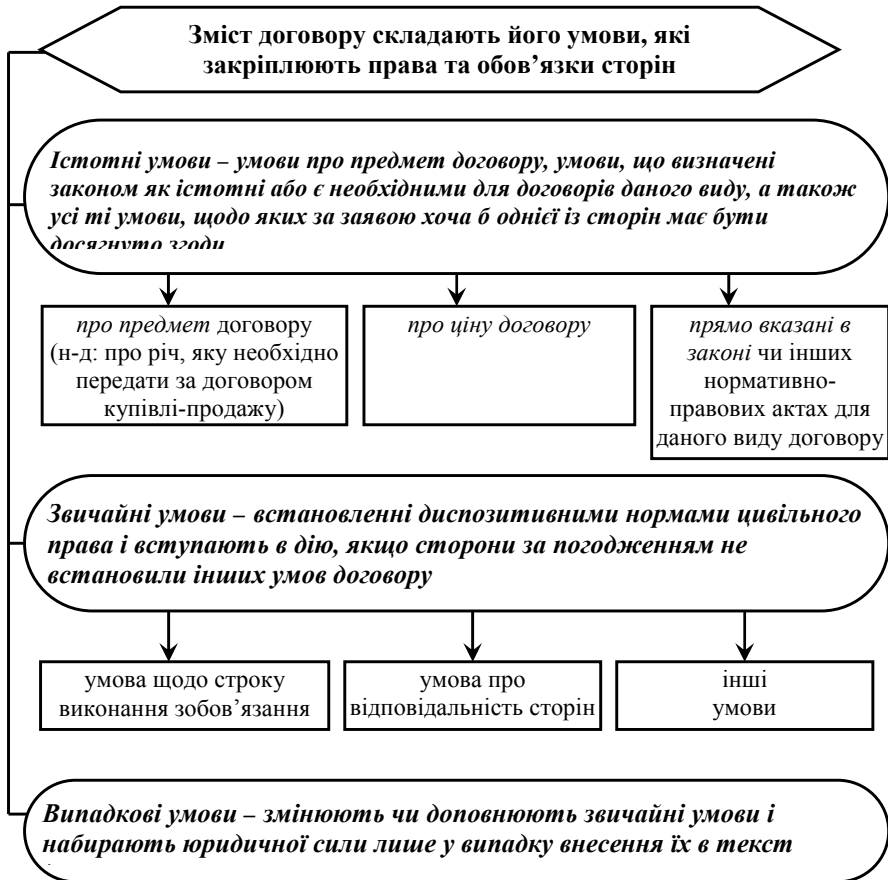 Зміст договору складають його умови, які
закріплюють права та обов’язки сторін
Істотні умови – умови про предмет договору, умови, що визначені
законом як істотні або є необхідними для договорів даного виду, а також
усі ті умови, щодо яких за заявою хоча б однієї із сторін має бути
досягнуто згоди
про предмет договору
(н-д: про річ, яку необхідно
передати за договором
купівлі-продажу)
про ціну договору
прямо вказані в
законі чи інших
нормативно-
правових актах для
даного виду договору
Звичайні умови – встановленні диспозитивними нормами цивільного
права і вступають в дію, якщо сторони за погодженням не
встановили інших умов договору
умова щодо строку
виконання зобов’язання
умова про
відповідальність сторін
інші
умови
Випадкові умови – змінюють чи доповнюють звичайні умови і
набирають юридичної сили лише у випадку внесення їх в текст